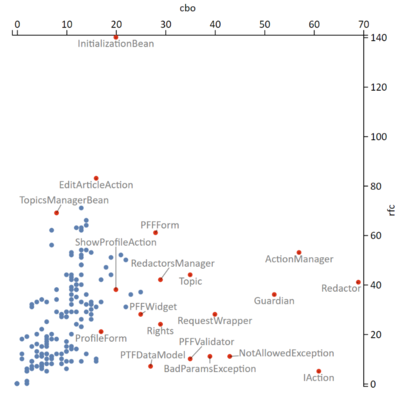 cbo
0 10 20 30 40 50 60 70
140
InitializationBean
120
100
EditArticleAction
80
TopicsManagerBean
PFFForm
60
rfc
ShowProfileAction
ActionManager
RedactorsManager
Topic
Redactor
40
Guardian
PFFWidget
RequestWrapper
Rights
20
ProfileForm
PFFValidator
PTFDataModel
NotAllowedException
BadParamsException
IAction
0